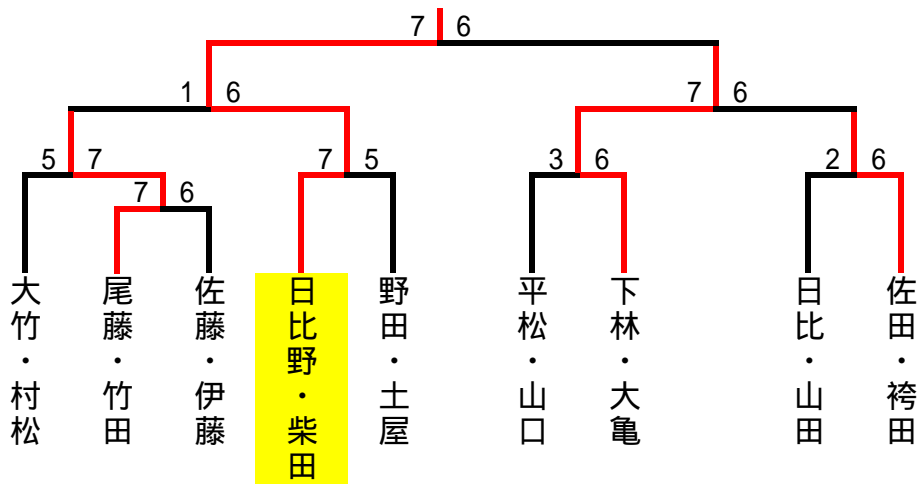 7 6
1 6
7 6
5 7
7 5
3 6
2 6
7 6
大竹・村松
尾藤・竹田
佐藤・伊藤
日比野・柴田
野田・土屋
平松・山口
下林・大亀
日比・山田
佐田・袴田